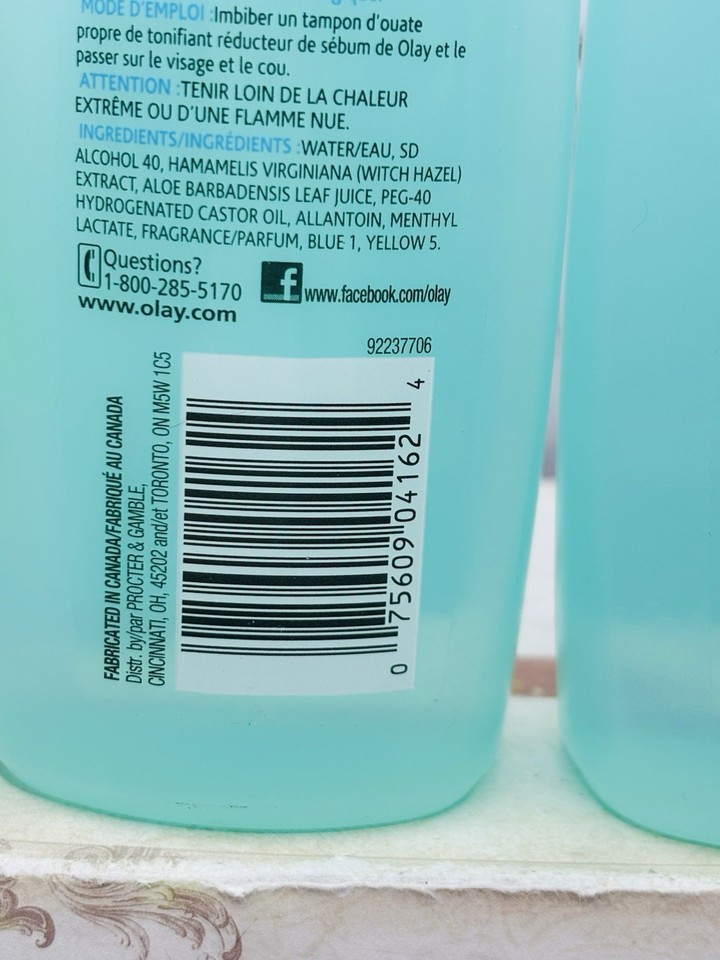 MODE D'EMPLOI :Imbiber un tampon d'ouate
propre de tonifiant réducteur de sébum de Olay et le
passer sur le visage et le cou.
ATTENTION :TENIR LOIN DE LA CHALEUR
EXTRÊME OU D'UNE FLAMME NUE.
INGREDIENTS/INGRÉDIENTS :WATER/EAU, SD
ALCOHOL 40, HAMAMELIS VIRGINIANA (WITCH HAZEL)
EXTRACT, ALOE BARBADENSIS LEAF JUICE, PEG-40
HYDROGENATED CASTOR OIL, ALLANTOIN, MENTHYL
LACTATE, FRAGRANCE/PARFUM, BLUE 1, YELLOW 5.
Questions?
1-800-285-5170
www.olay.com
f www.facebook.com/olay
92237706
FABRICATED IN CANADA/FABRIQUÉ AU CANADA
Distr. by/par PROCTER & GAMBLE,
CINCINNATI, OH, 45202 and/et TORONTO, ON M5W 1C5
0 75609 04162 4